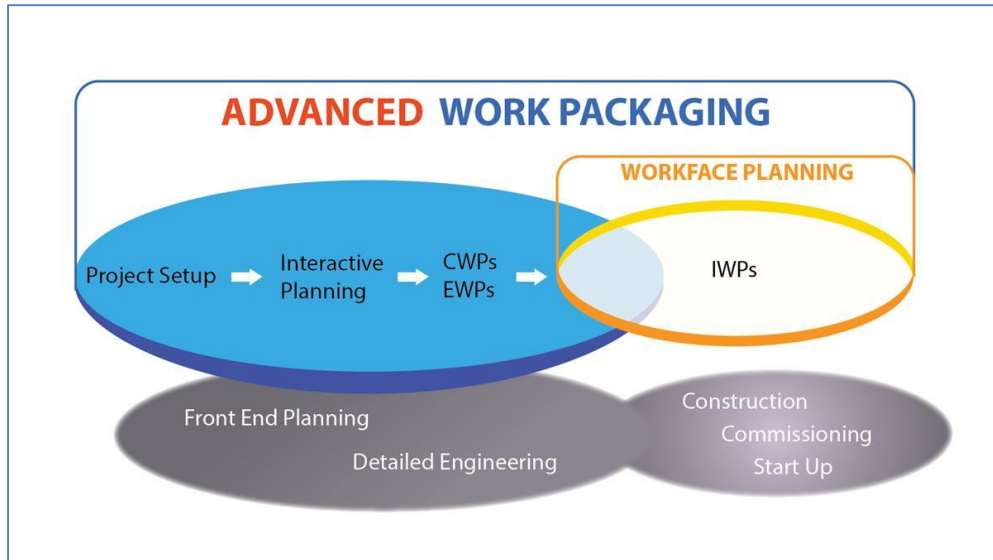 ADVANCED WORK PACKAGING
WORKFACE PLANNING
Project Setup
Interactive
Planning
CWPs
EWPs
IWPs
Front End Planning
Detailed Engineering
Construction
Commissioning
Start Up